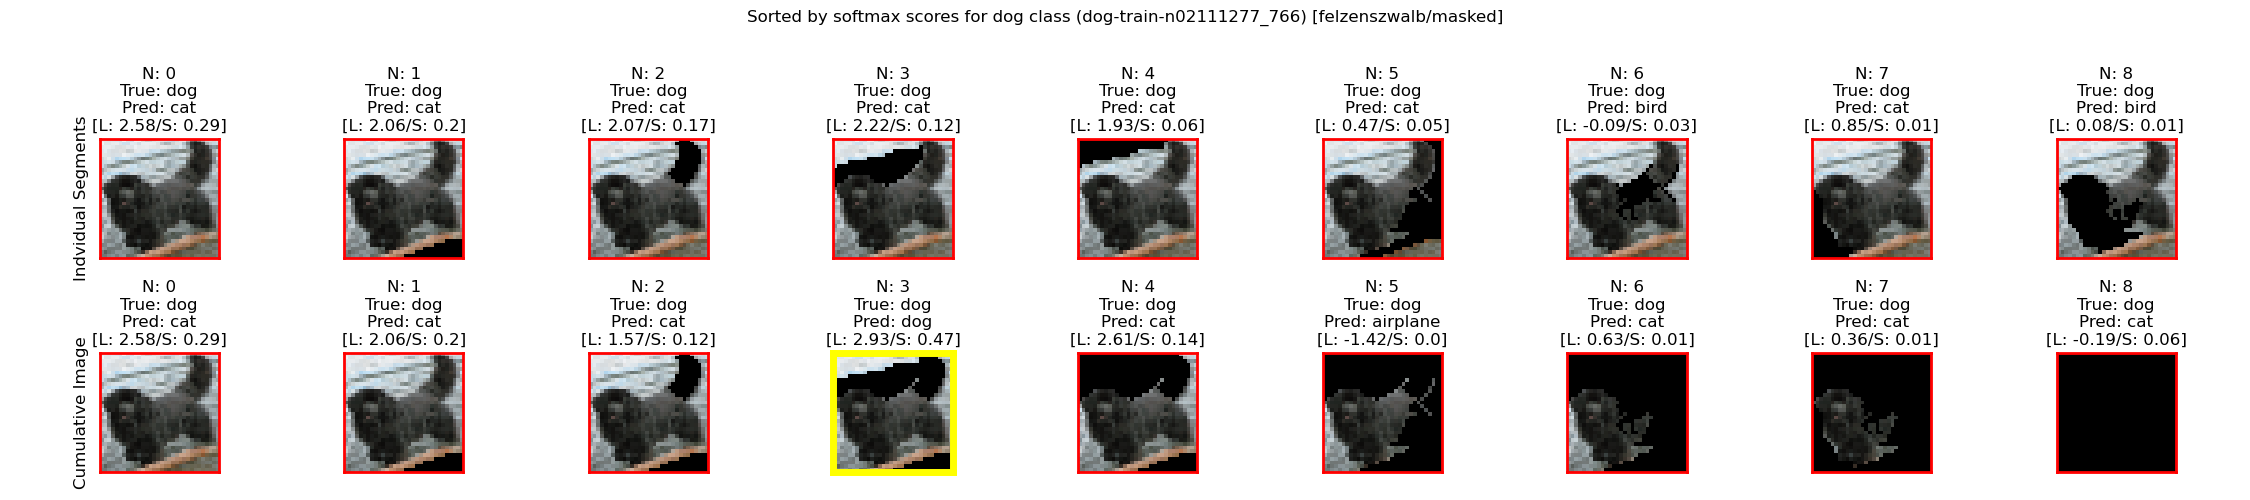 Sorted by softmax scores for dog class (dog-train-n02111277_766) [felzenszwalb/masked]
Indvidual Segments
N: 0
True: dog
Pred: cat
[L: 2.58/S: 0.29]
N: 1
True: dog
Pred: cat
[L: 2.06/S: 0.2]
N: 2
True: dog
Pred: cat
[L: 2.07/S: 0.17]
N: 3
True: dog
Pred: cat
[L: 2.22/S: 0.12]
N: 4
True: dog
Pred: cat
[L: 1.93/S: 0.06]
N: 5
True: dog
Pred: cat
[L: 0.47/S: 0.05]
N: 6
True: dog
Pred: bird
[L: -0.09/S: 0.03]
N: 7
True: dog
Pred: cat
[L: 0.85/S: 0.01]
N: 8
True: dog
Pred: bird
[L: 0.08/S: 0.01]
Cumulative Image
N: 0
True: dog
Pred: cat
[L: 2.58/S: 0.29]
N: 1
True: dog
Pred: cat
[L: 2.06/S: 0.2]
N: 2
True: dog
Pred: cat
[L: 1.57/S: 0.12]
N: 3
True: dog
Pred: dog
[L: 2.93/S: 0.47]
N: 4
True: dog
Pred: cat
[L: 2.61/S: 0.14]
N: 5
True: dog
Pred: airplane
[L: -1.42/S: 0.0]
N: 6
True: dog
Pred: cat
[L: 0.63/S: 0.01]
N: 7
True: dog
Pred: cat
[L: 0.36/S: 0.01]
N: 8
True: dog
Pred: cat
[L: -0.19/S: 0.06]